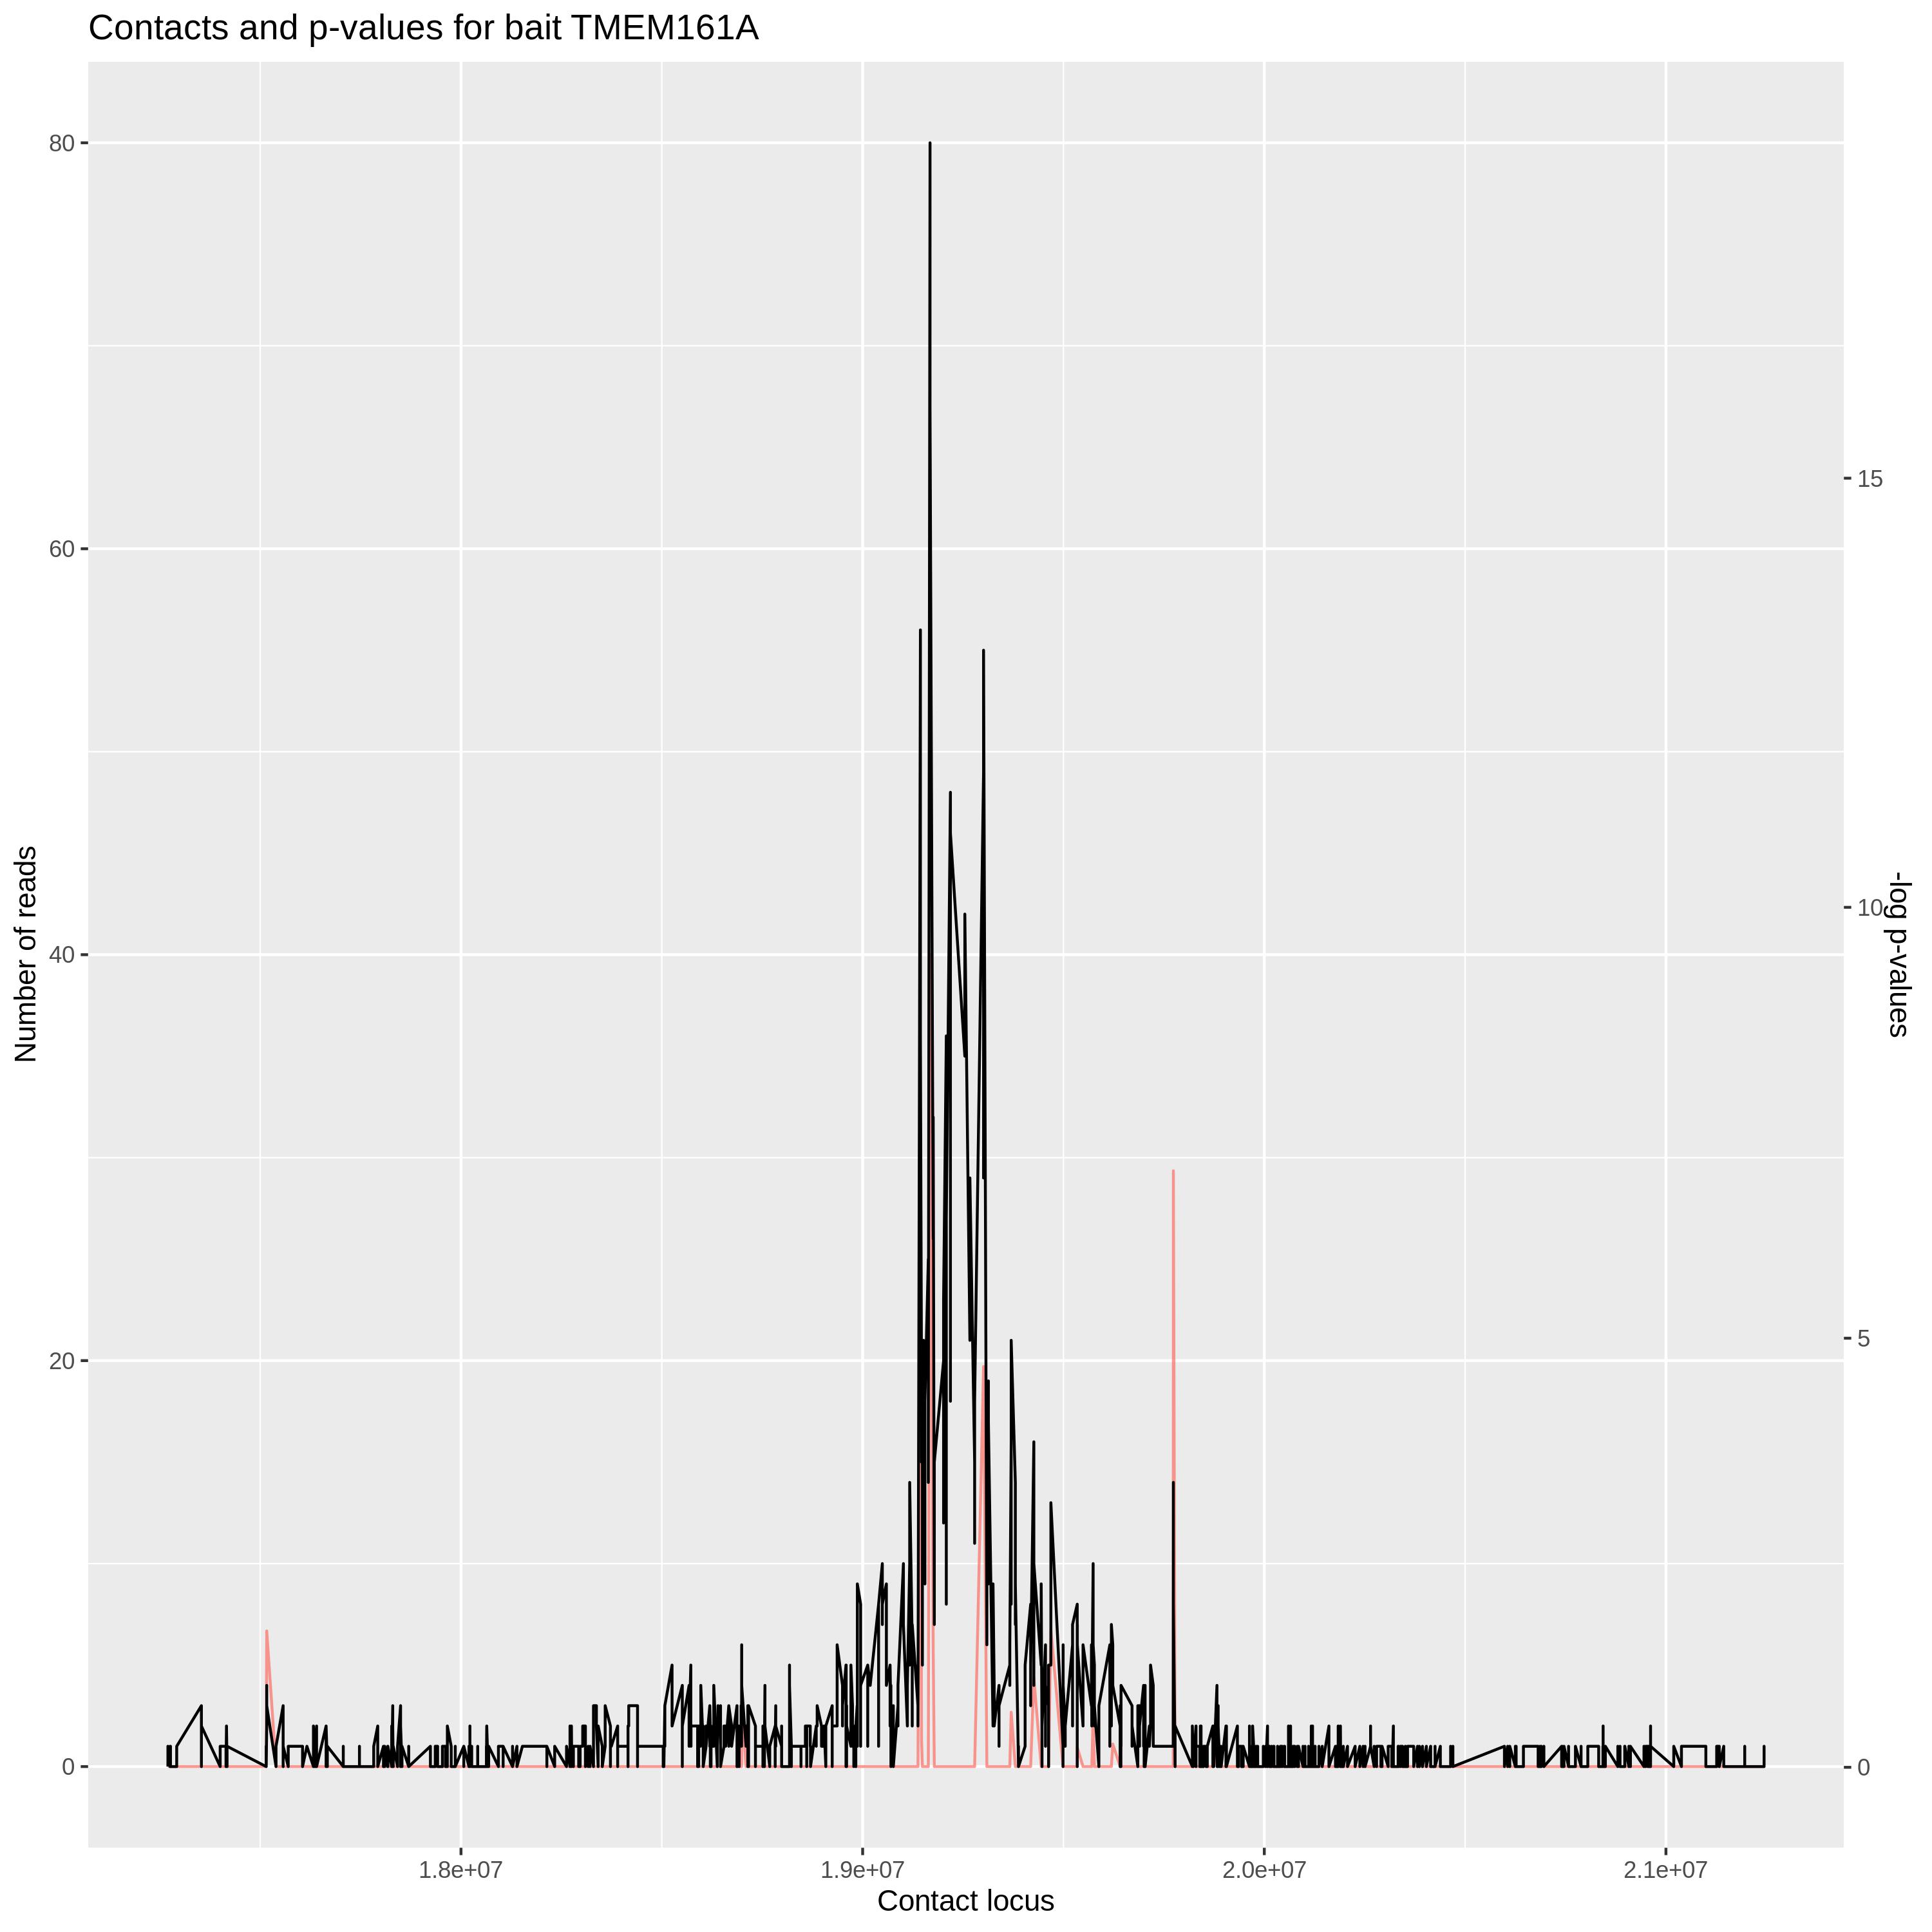 Contacts and p-values for bait TMEM161A
80
60
40
20
0
Number of reads
15
10
5
0
-log p-values
1.8e+07 1.9e+07 2.0e+07 2.1e+07
Contact locus